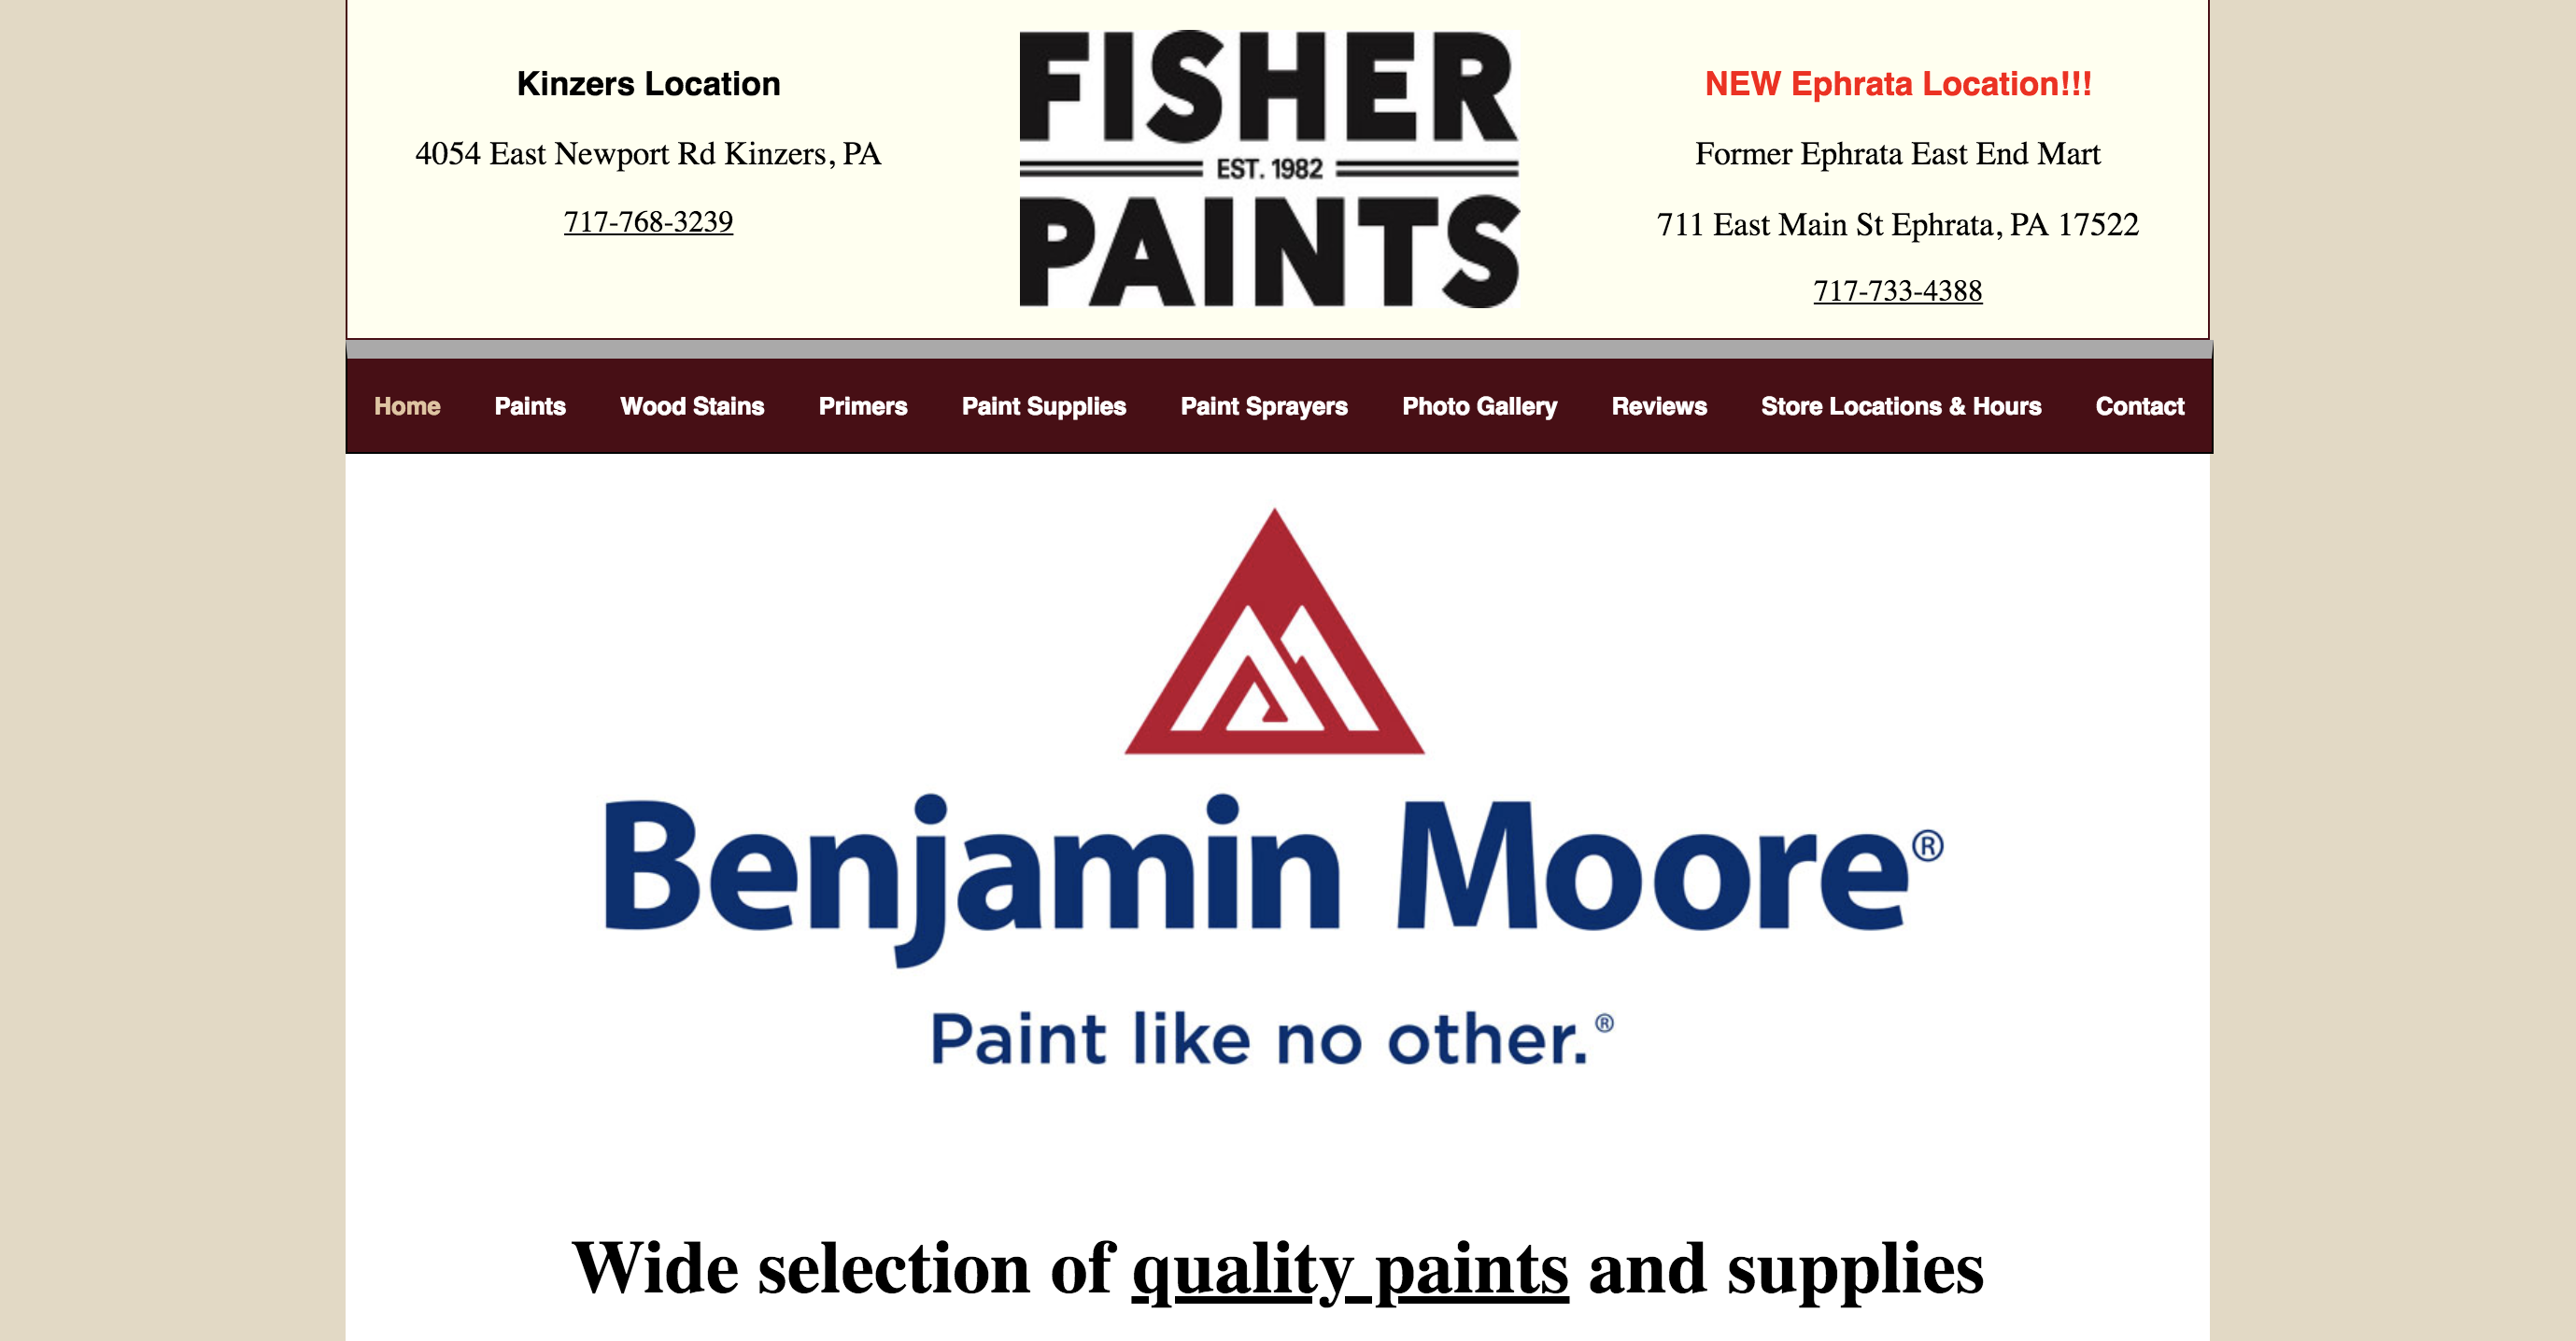 Kinzers Location
4054 East Newport Rd Kinzers, PA
717-768-3239
FISHER
EST. 1982
PAINTS
NEW Ephrata Location!!!
Former Ephrata East End Mart
711 East Main St Ephrata, PA 17522
717-733-4388
Home Paints Wood Stains Primers Paint Supplies Paint Sprayers Photo Gallery Reviews Store Locations & Hours Contact
Benjamin Moore®
Paint like no other.®
Wide selection of quality paints and supplies